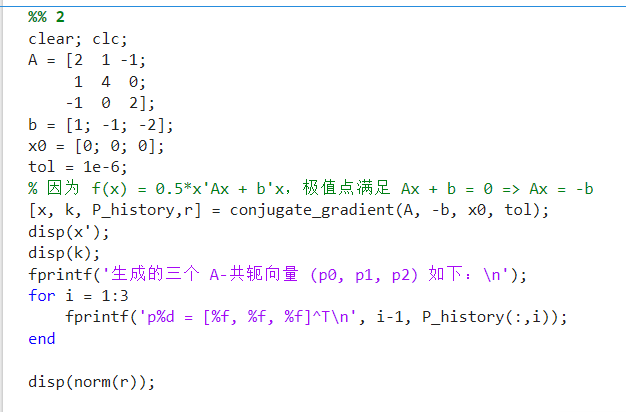 %% 2
clear; clc;
A = [2  1 -1;
     1  4  0;
    -1  0  2];
b = [1; -1; -2];
x0 = [0; 0; 0];
tol = 1e-6;
% 因为 f(x) = 0.5*x'Ax + b'x，极值点满足 Ax + b = 0 => Ax = -b
[x, k, P_history,r] = conjugate_gradient(A, -b, x0, tol);
disp(x');
disp(k);
fprintf('生成的三个 A-共轭向量 (p0, p1, p2) 如下：\n');
for i = 1:3
    fprintf('p%d = [%f, %f, %f]^T\n', i-1, P_history(:,i));
end
disp(norm(r));